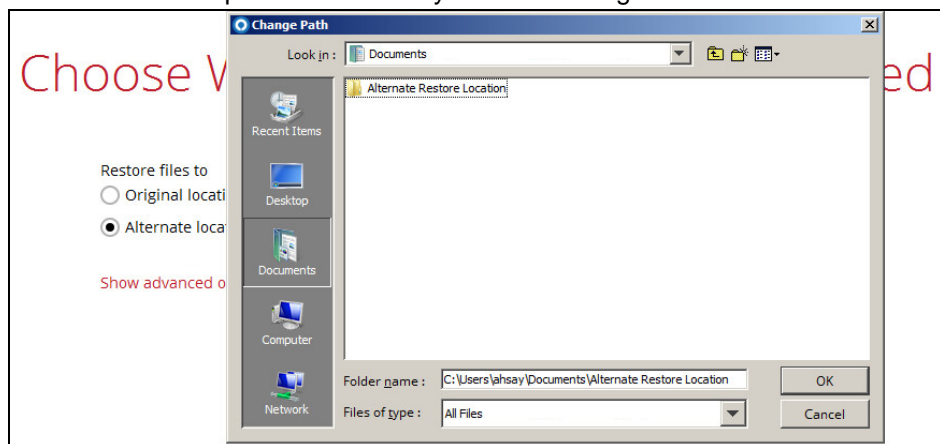 Change Path
Choose W
ed
Look in :
Documents
Alternate Restore Location
Recent Items
Desktop
Documents
Computer
Network
Restore files to
Original locati
Alternate loca
Show advanced o
Folder name :
C:\Users\ahsay\Documents\Alternate Restore Location
OK
Files of type :
All Files
Cancel